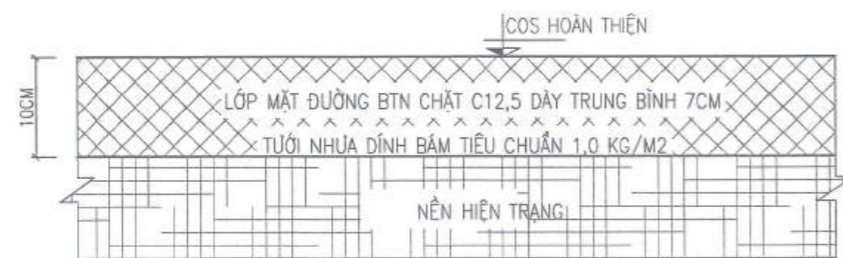 COS HOÀN THIỆN
10CM
LỚP MẶT ĐƯỜNG BTN CHẶT C12,5 DÀY TRUNG BÌNH 7CM
TƯỚI NHỰA DÍNH BÁM TIÊU CHUẨN 1,0 KG/M2
NỀN HIỆN TRẠNG